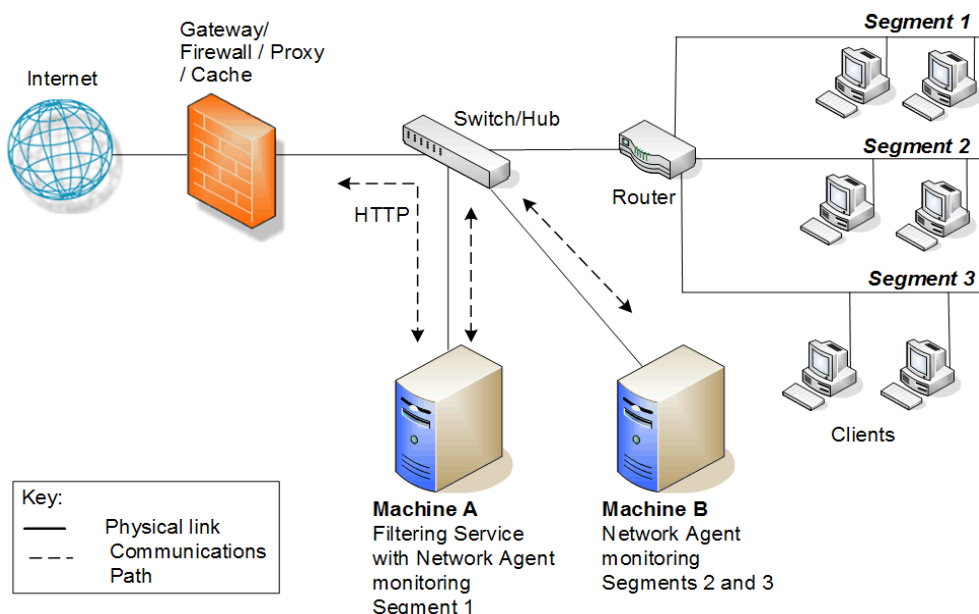 Internet
Gateway/
Firewall / Proxy
/ Cache
Switch/Hub
Segment 1
Segment 2
Router
HTTP
Segment 3
Clients
Machine A
Filtering Service
with Network Agent
monitoring
Segment 1
Machine B
Network Agent
monitoring
Segments 2 and 3
Key:
Physical link
Communications
Path